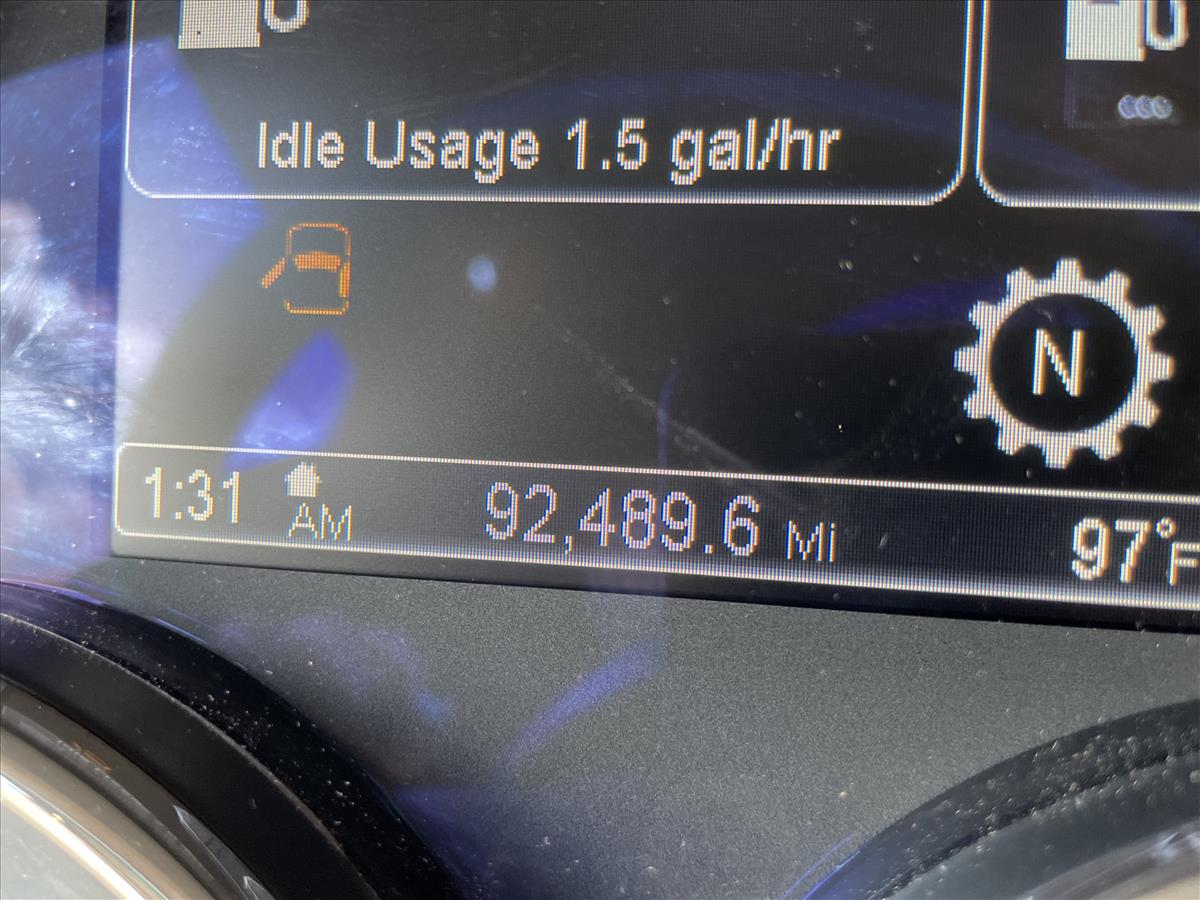 Idle Usage 1.5 gal/hr
N
1:31 AM 92,489.6 Mi 97°F